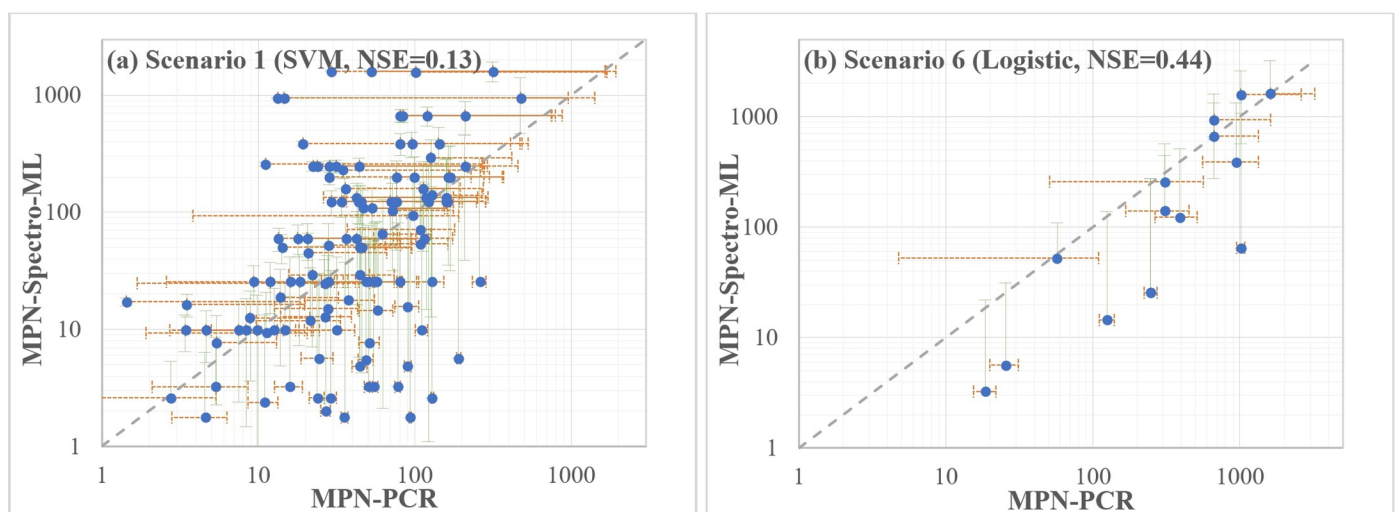 (a) Scenario 1 (SVM, NSE=0.13)
MPN-Spectro-ML
1000
100
10
1
1 10 100 1000
MPN-PCR
(b) Scenario 6 (Logistic, NSE=0.44)
MPN-Spectro-ML
1000
100
10
1
1 10 100 1000
MPN-PCR